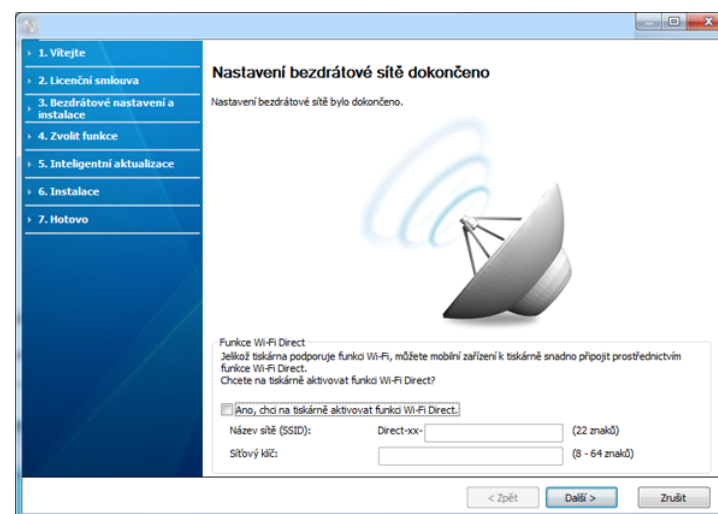 1. Vítejte
2. Licenční smlouva
3. Bezdrátové nastavení a
instalace
4. Zvolit funkce
5. Inteligentní aktualizace
6. Instalace
7. Hotovo
Nastavení bezdrátové sítě dokončeno
Nastavení bezdrátové sítě bylo dokončeno.
Funkce Wi-Fi Direct
Jelikož tiskárna podporuje funkci Wi-Fi, můžete mobilní zařízení k tiskárně snadno připojit prostřednictvím
funkce Wi-Fi Direct.
Chcete na tiskárně aktivovat funkci Wi-Fi Direct?
Ano, chci na tiskárně aktivovat funkci Wi-Fi Direct.
Název sítě (SSID): Direct-xx- (22 znaků)
Síťový klíč: (8 - 64 znaků)
< Zpět Další > Zrušit